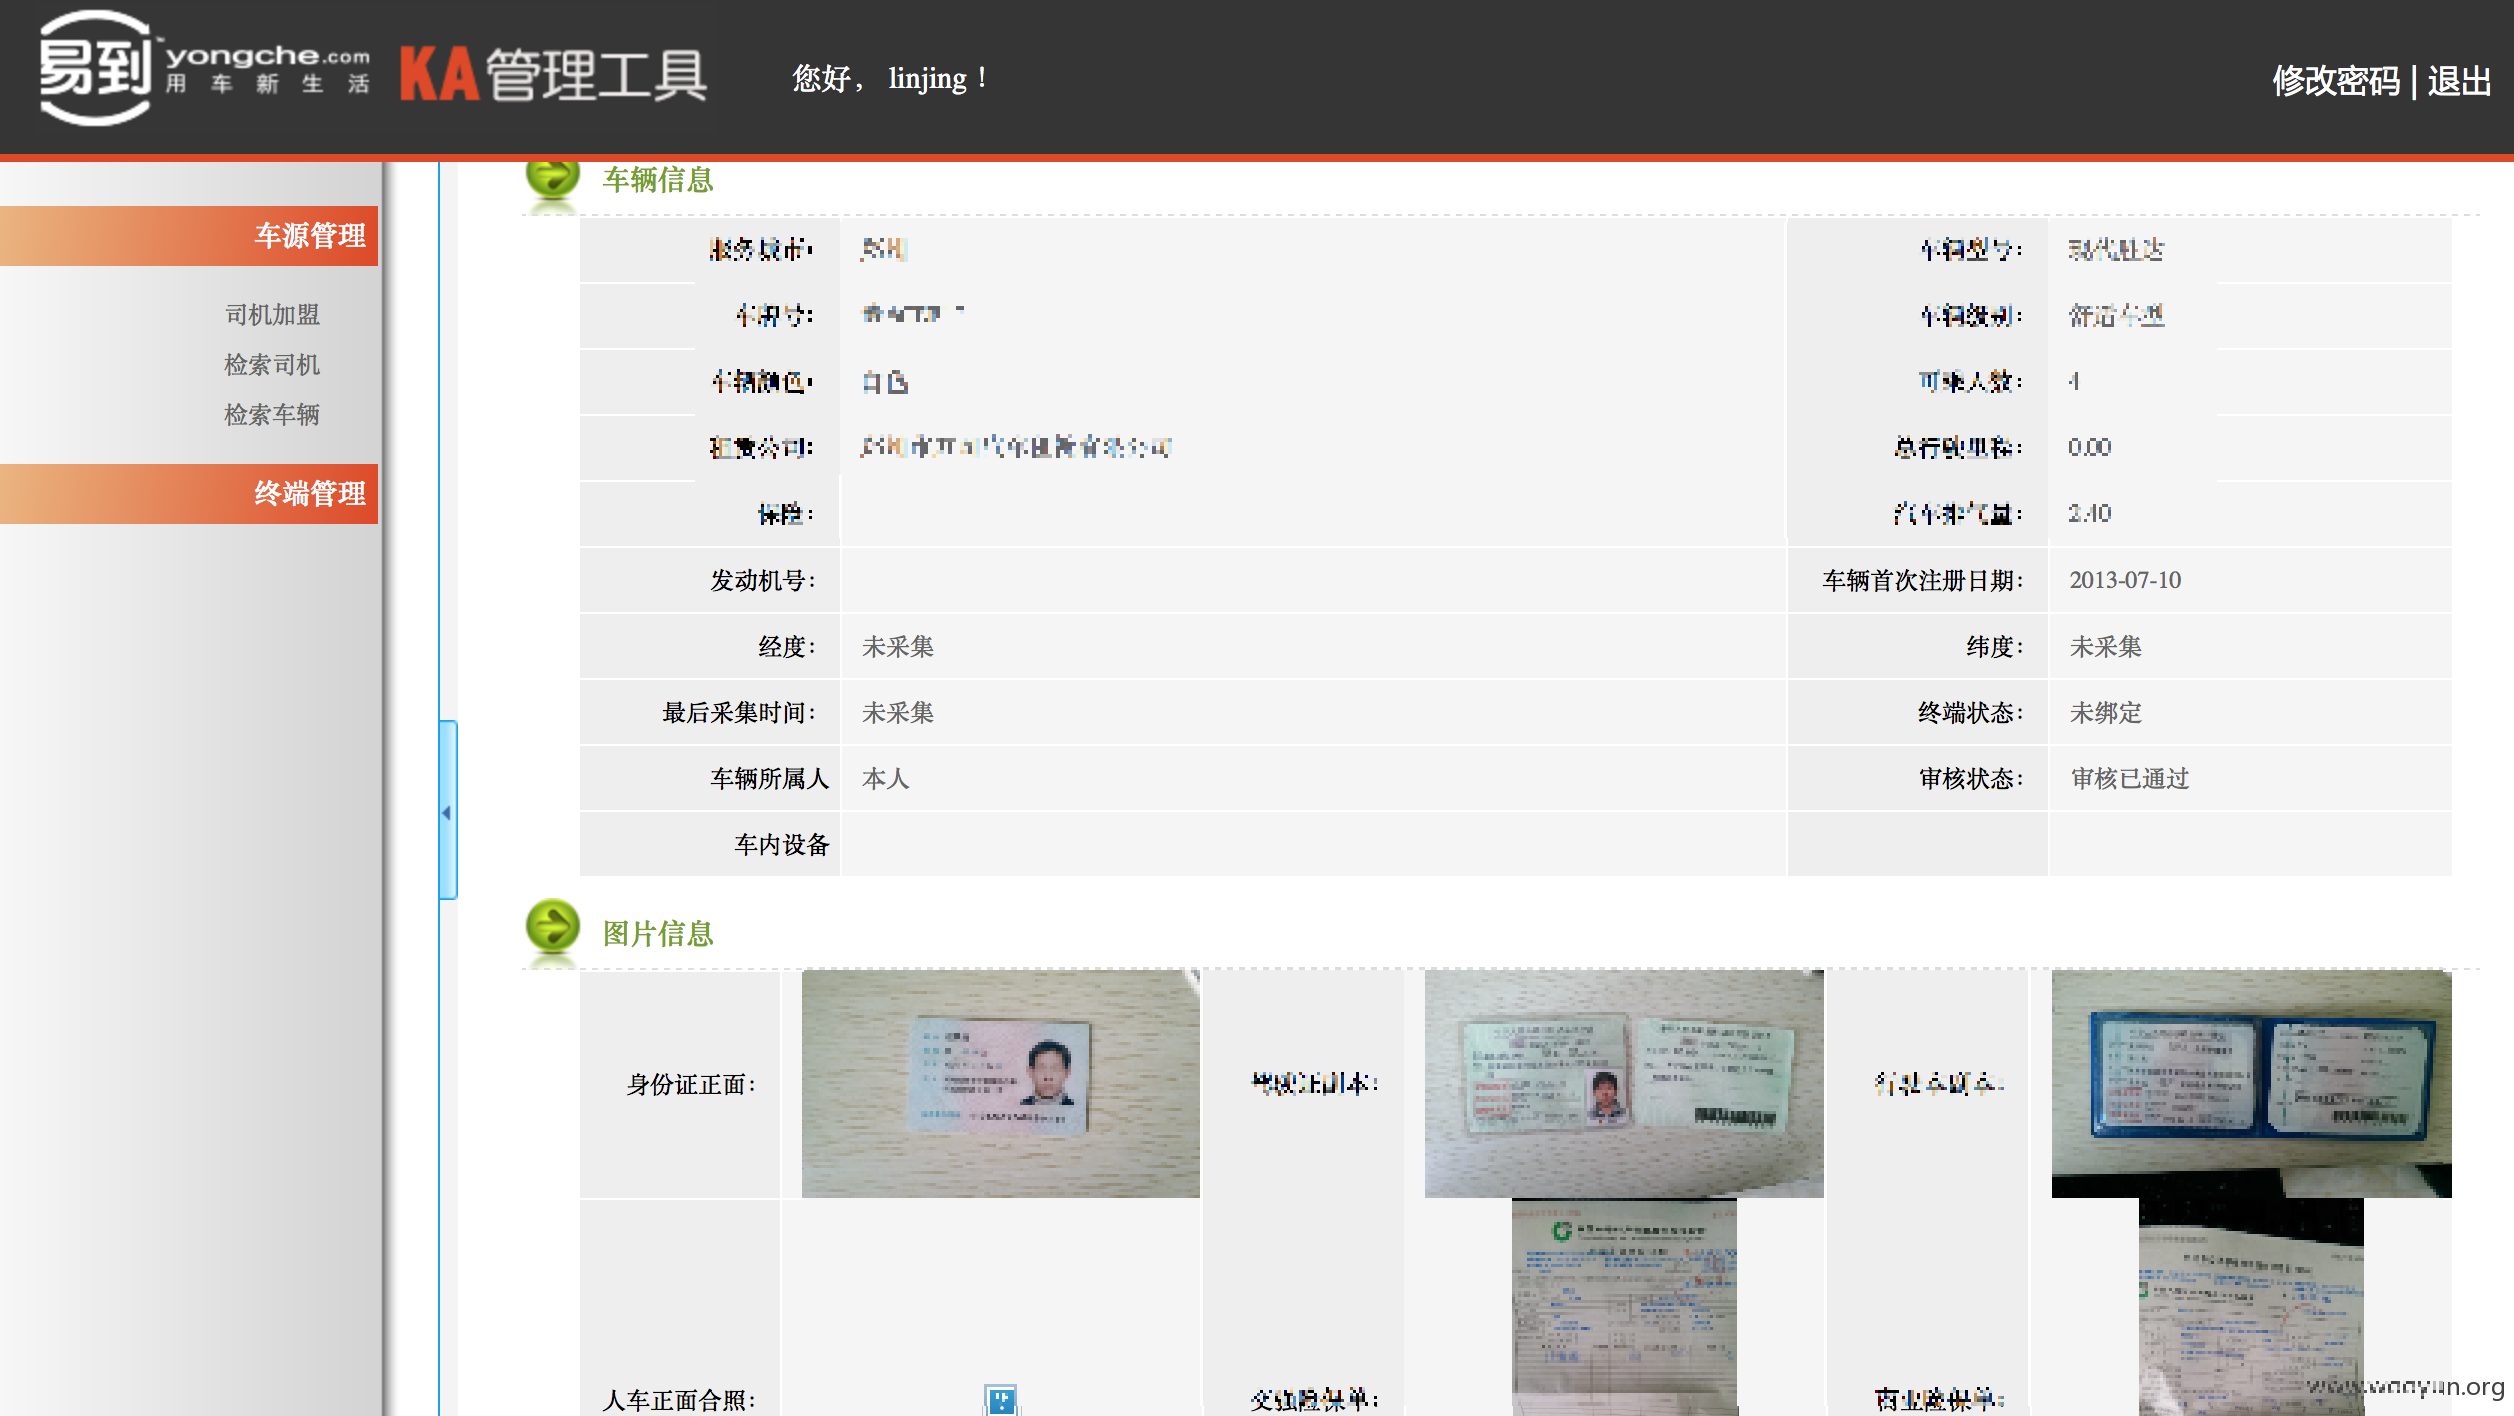 易到 yongche.com
用车新生活
KA管理工具
您好， linjing！
修改密码 | 退出
车源管理
司机加盟
检索司机
检索车辆
终端管理
车辆信息
服务城市：
车辆型号： 现代胜达
车牌号：
车辆级别： 舒适车型
车辆颜色： 白色
可乘人数： 4
租赁公司：
总行驶里程： 0.00
保险：
汽车排气量： 2.40
发动机号：
车辆首次注册日期： 2013-07-10
经度： 未采集
纬度： 未采集
最后采集时间： 未采集
终端状态： 未绑定
车辆所属人 本人
审核状态： 审核已通过
车内设备
图片信息
身份证正面：
驾驶证副本：
行驶本副本：
人车正面合照：
交强险保单：
商业险保单：
www.wooyun.org